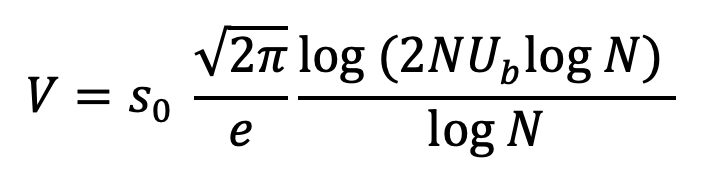 V = s₀ √2π/e log (2NU_b log N)/log N